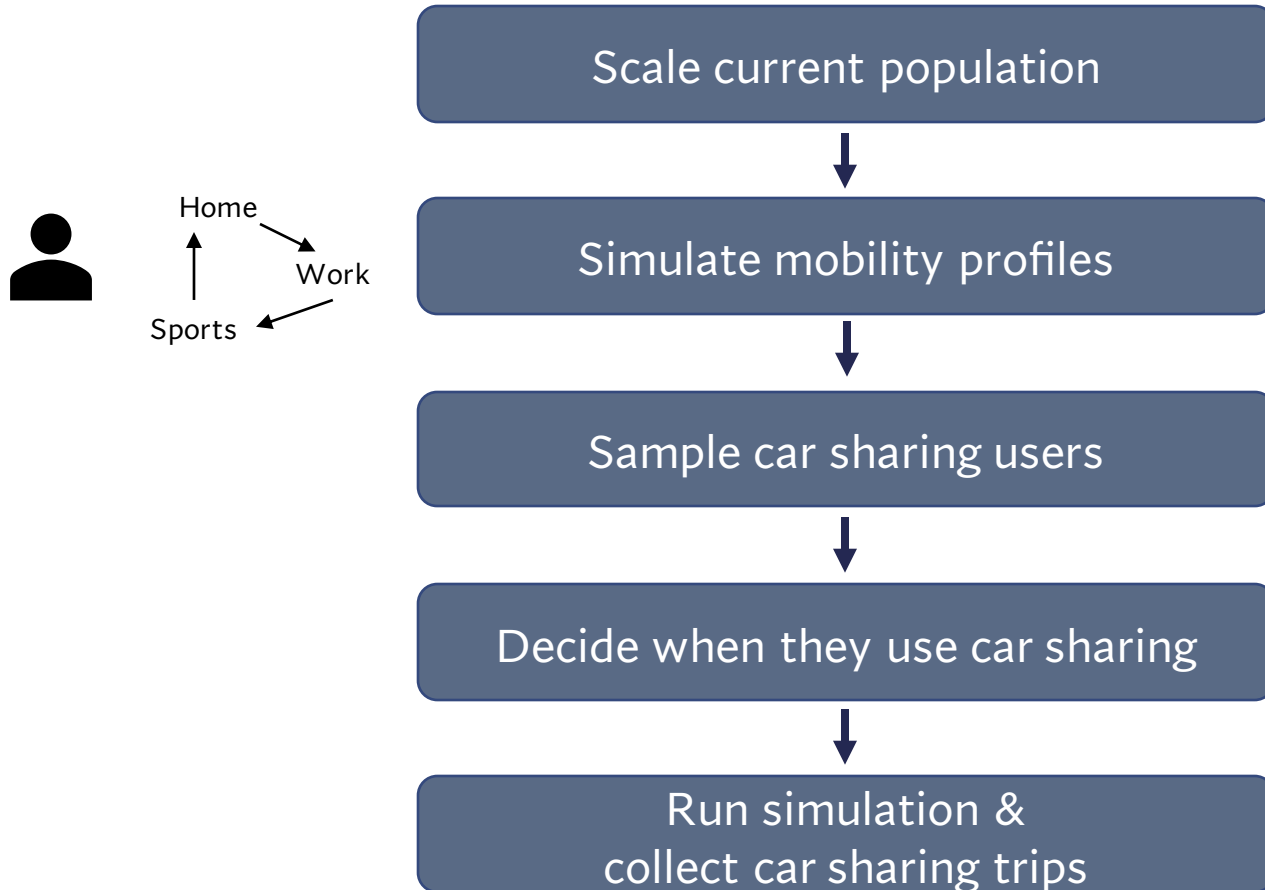 Scale current population
Home
Work
Sports
Simulate mobility profiles
Sample car sharing users
Decide when they use car sharing
Run simulation &
collect car sharing trips